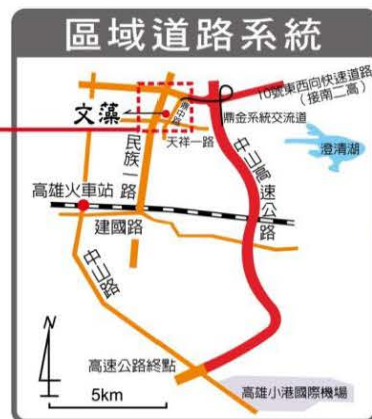 區域道路系統
10號東西向快速道路
（接南二高）
文藻
鼎金系統交流道
天祥一路
澄清湖
民族一路
中山高速公路
高雄火車站
建國路
中山路
N
高速公路終點
5km
高雄小港國際機場